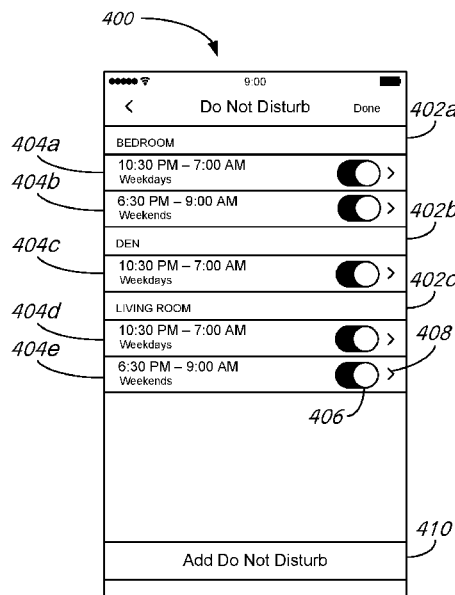 400
9:00
< Do Not Disturb Done
402a
BEDROOM
404a
10:30 PM – 7:00 AM
Weekdays
404b
6:30 PM – 9:00 AM
Weekends
402b
DEN
404c
10:30 PM – 7:00 AM
Weekdays
402c
LIVING ROOM
404d
10:30 PM – 7:00 AM
Weekdays
408
404e
6:30 PM – 9:00 AM
Weekends
406
410
Add Do Not Disturb